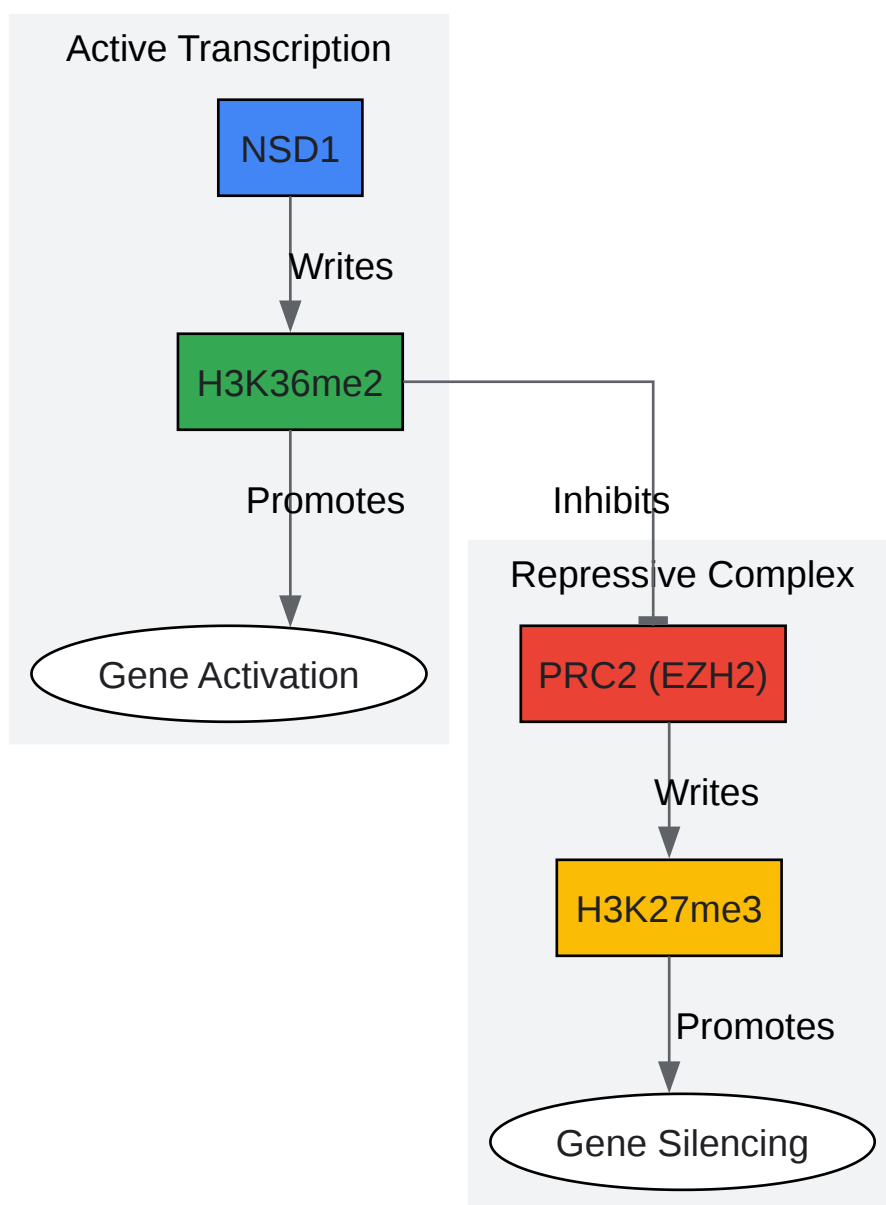 Active Transcription
NSD1
Writes
H3K36me2
Promotes
Inhibits
Gene Activation
Repressive Complex
PRC2 (EZH2)
Writes
H3K27me3
Promotes
Gene Silencing